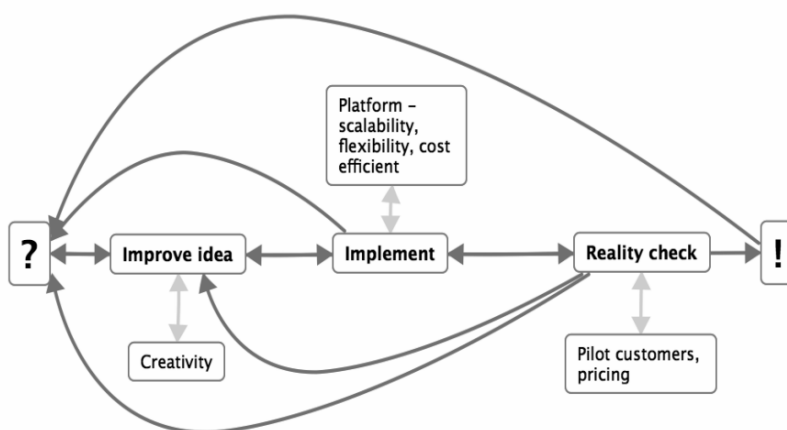 Platform –
scalability,
flexibility, cost
efficient
?
Improve idea
Implement
Reality check
!
Creativity
Pilot customers,
pricing